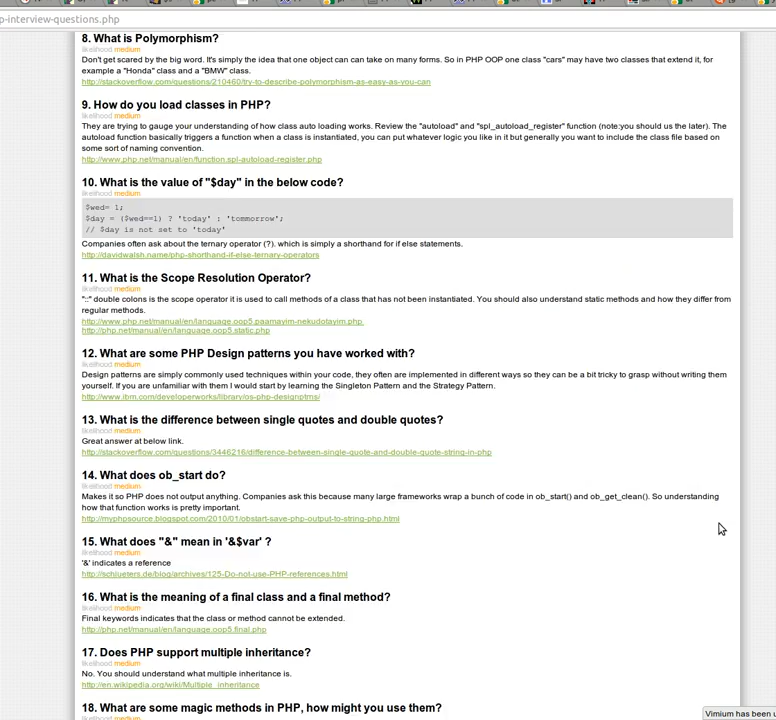 p-interview-questions.php
8. What is Polymorphism?
likelihood medium
Don't get scared by the big word. It's simply the idea that one object can can take on many forms. So in PHP OOP one class "cars" may have two classes that extend it, for
example a "Honda" class and a "BMW" class.
http://stackoverflow.com/questions/210460/try-to-describe-polymorphism-as-easy-as-you-can
9. How do you load classes in PHP?
likelihood medium
They are trying to gauge your understanding of how class auto loading works. Review the "autoload" and "spl_autoload_register" function (note:you should us the later). The
autoload function basically triggers a function when a class is instantiated, you can put whatever logic you like in it but generally you want to include the class file based on
some sort of naming convention.
http://www.php.net/manual/en/function.spl-autoload-register.php
10. What is the value of "$day" in the below code?
likelihood medium
$wed= 1;
$day = ($wed==1) ? 'today' : 'tommorrow';
// $day is not set to 'today'
Companies often ask about the ternary operator (?). which is simply a shorthand for if else statements.
http://davidwalsh.name/php-shorthand-if-else-ternary-operators
11. What is the Scope Resolution Operator?
likelihood medium
"::" double colons is the scope operator it is used to call methods of a class that has not been instantiated. You should also understand static methods and how they differ from
regular methods.
http://www.php.net/manual/en/language.oop5.paamayim-nekudotayim.php
http://php.net/manual/en/language.oop5.static.php
12. What are some PHP Design patterns you have worked with?
likelihood medium
Design patterns are simply commonly used techniques within your code, they often are implemented in different ways so they can be a bit tricky to grasp without writing them
yourself. If you are unfamiliar with them I would start by learning the Singleton Pattern and the Strategy Pattern.
http://www.ibm.com/developerworks/library/os-php-designptrns/
13. What is the difference between single quotes and double quotes?
likelihood medium
Great answer at below link.
http://stackoverflow.com/questions/3446216/difference-between-single-quote-and-double-quote-string-in-php
14. What does ob_start do?
likelihood medium
Makes it so PHP does not output anything. Companies ask this because many large frameworks wrap a bunch of code in ob_start() and ob_get_clean(). So understanding
how that function works is pretty important.
http://myphpsource.blogspot.com/2010/01/obstart-save-php-output-to-string-php.html
15. What does "&" mean in '&$var' ?
likelihood medium
'&' indicates a reference
http://schlueters.de/blog/archives/125-Do-not-use-PHP-references.html
16. What is the meaning of a final class and a final method?
likelihood medium
Final keywords indicates that the class or method cannot be extended.
http://php.net/manual/en/language.oop5.final.php
17. Does PHP support multiple inheritance?
likelihood medium
No. You should understand what multiple inheritance is.
http://en.wikipedia.org/wiki/Multiple_inheritance
18. What are some magic methods in PHP, how might you use them?
likelihood medium
Vimium has been u